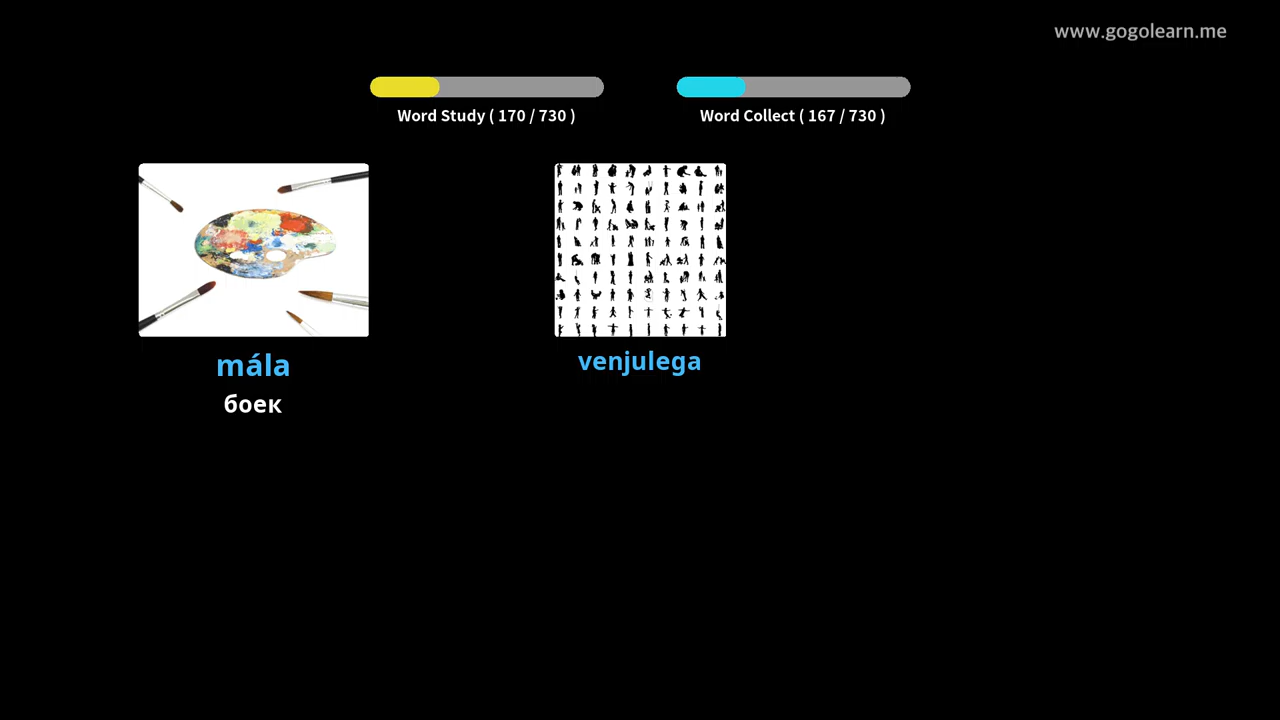 www.gogolearn.me
Word Study ( 170 / 730 )
Word Collect ( 167 / 730 )
mála
боек
venjulega